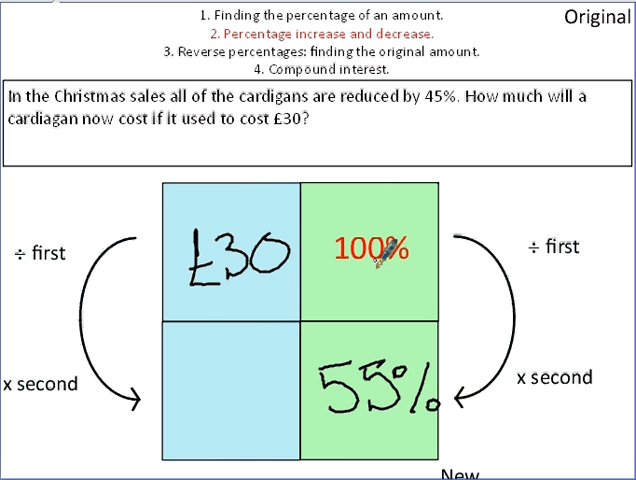 1. Finding the percentage of an amount.
Original
2. Percentage increase and decrease.
3. Reverse percentages: finding the original amount.
4. Compound interest.
In the Christmas sales all of the cardigans are reduced by 45%. How much will a
cardiagan now cost if it used to cost £30?
÷ first
£30
100%
÷ first
x second
55%
x second
New